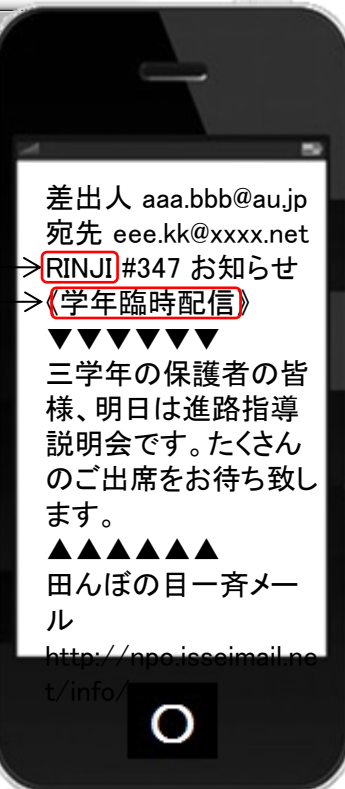 差出人 aaa.bbb@au.jp
宛先 eee.kk@xxxx.net
RINJI #347 お知らせ
《学年臨時配信》
▼▼▼▼▼▼
三学年の保護者の皆
様、明日は進路指導
説明会です。たくさん
のご出席をお待ち致し
ます。
▲▲▲▲▲▲
田んぼの目一斉メー
ル
http://npo.isseimail.ne
t/info/